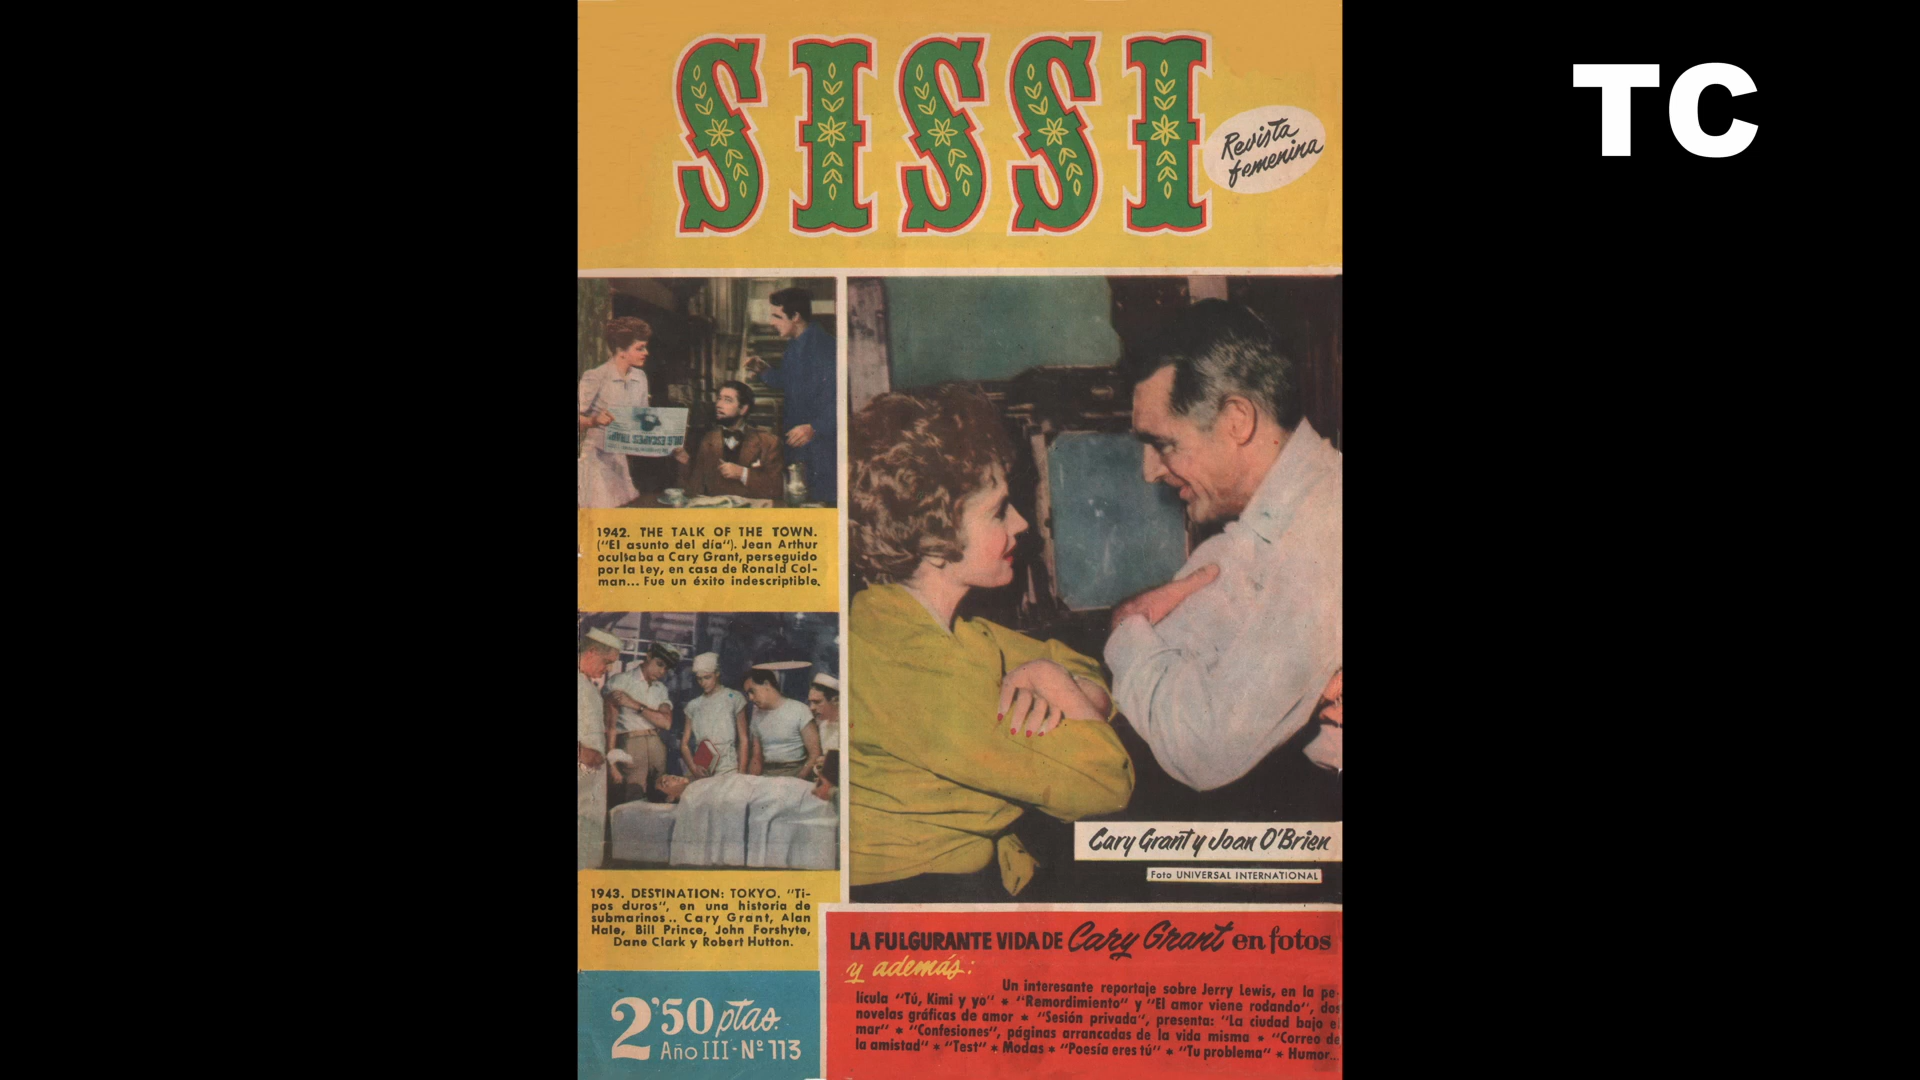 SISSI
Revista
femenina
TC
1942. THE TALK OF THE TOWN.
("El asunto del día"). Jean Arthur
ocultaba a Cary Grant, perseguido
por la Ley, en casa de Ronald Col-
man... Fue un éxito indescriptible.
1943. DESTINATION: TOKYO. "Ti-
pos duros", en una historia de
submarinos.. Cary Grant, Alan
Hale, Bill Prince, John Forshyte,
Dane Clark y Robert Hutton.
Cary Grant y Joan O'Brien
Foto UNIVERSAL INTERNATIONAL
LA FULGURANTE VIDA DE Cary Grant en fotos
y además:
Un interesante reportaje sobre Jerry Lewis, en la pe-
lícula "Tú, Kimi y yo" * "Remordimiento" y "El amor viene rodando", dos
novelas gráficas de amor * "Sesión privada", presenta: "La ciudad bajo el
mar" * "Confesiones", páginas arrancadas de la vida misma * "Correo de
la amistad" * "Test" * Modas * "Poesía eres tú" * "Tu problema" * Humor...
2'50 ptas.
Año III - Nº 113